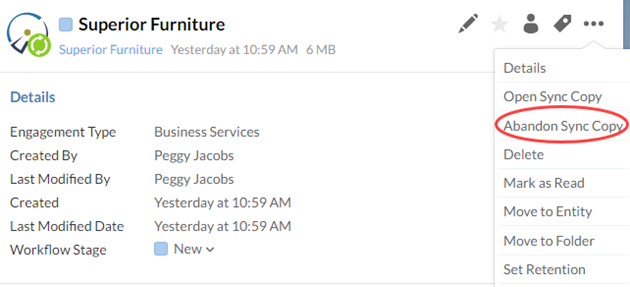 Superior Furniture
Superior Furniture Yesterday at 10:59 AM 6 MB
Details
Engagement Type Business Services
Created By Peggy Jacobs
Last Modified By Peggy Jacobs
Created Yesterday at 10:59 AM
Last Modified Date Yesterday at 10:59 AM
Workflow Stage New
Details
Open Sync Copy
Abandon Sync Copy
Delete
Mark as Read
Move to Entity
Move to Folder
Set Retention